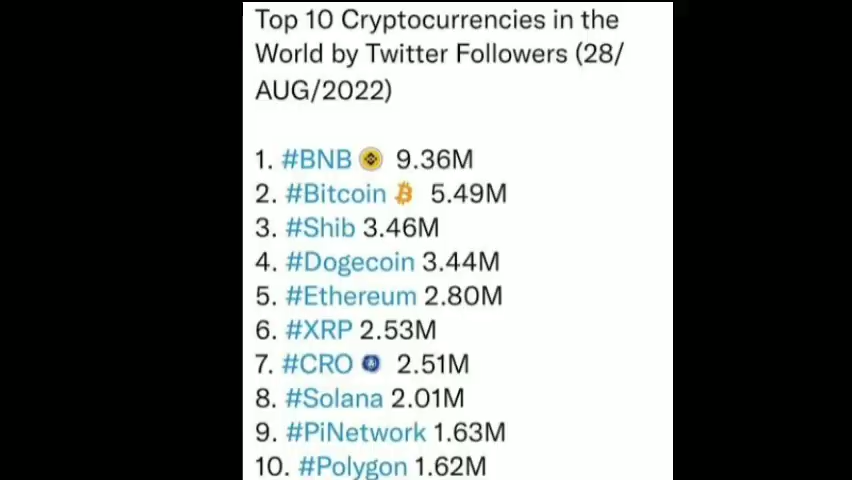 Top 10 Cryptocurrencies in the
World by Twitter Followers (28/
AUG/2022)
1. #BNB 9.36M
2. #Bitcoin 5.49M
3. #Shib 3.46M
4. #Dogecoin 3.44M
5. #Ethereum 2.80M
6. #XRP 2.53M
7. #CRO 2.51M
8. #Solana 2.01M
9. #PiNetwork 1.63M
10. #Polygon 1.62M